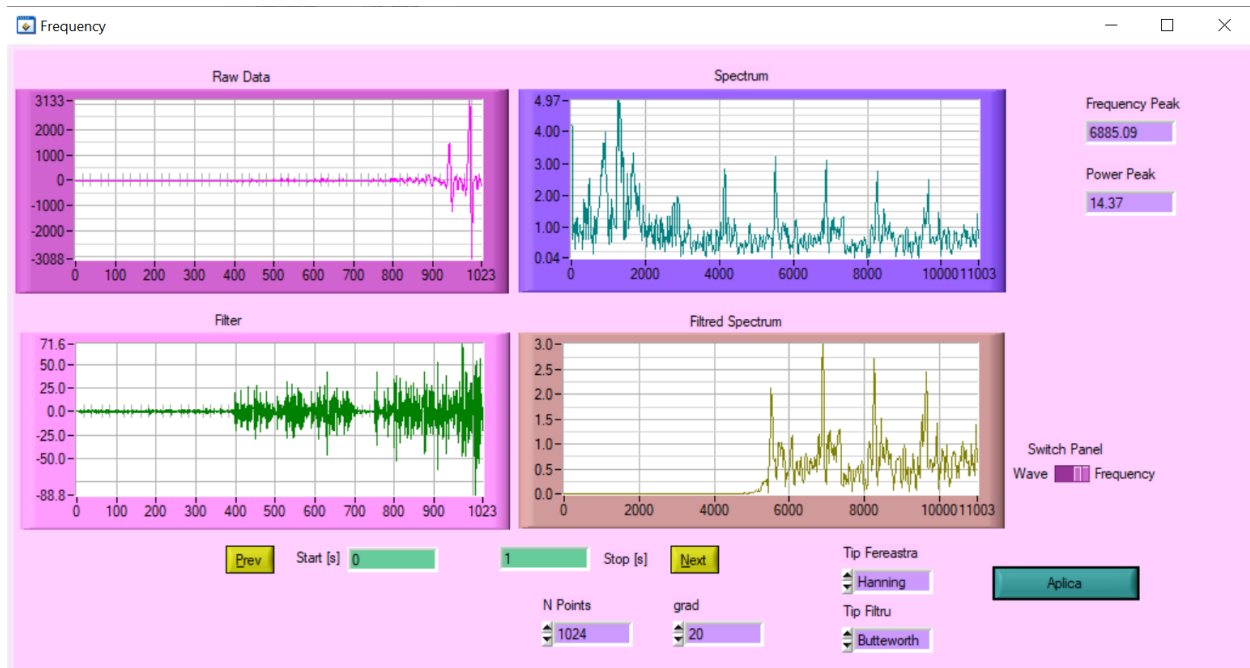 Frequency
Raw Data
3133
2000
1000
0
-1000
-2000
-3088
0 100 200 300 400 500 600 700 800 900 1023
Spectrum
4.97
4.00
3.00
2.00
1.00
0.04
0 2000 4000 6000 8000 10000 11003
Frequency Peak
6885.09
Power Peak
14.37
Filter
71.6
50.0
25.0
0.0
-25.0
-50.0
-88.8
0 100 200 300 400 500 600 700 800 900 1023
Filtred Spectrum
3.0
2.5
2.0
1.5
1.0
0.5
0.0
0 2000 4000 6000 8000 10000 11003
Switch Panel
Wave Frequency
Prev Start [s] 0 1 Stop [s] Next
Tip Fereastra
Hanning
Aplica
N Points
1024
grad
20
Tip Filtru
Butteworth